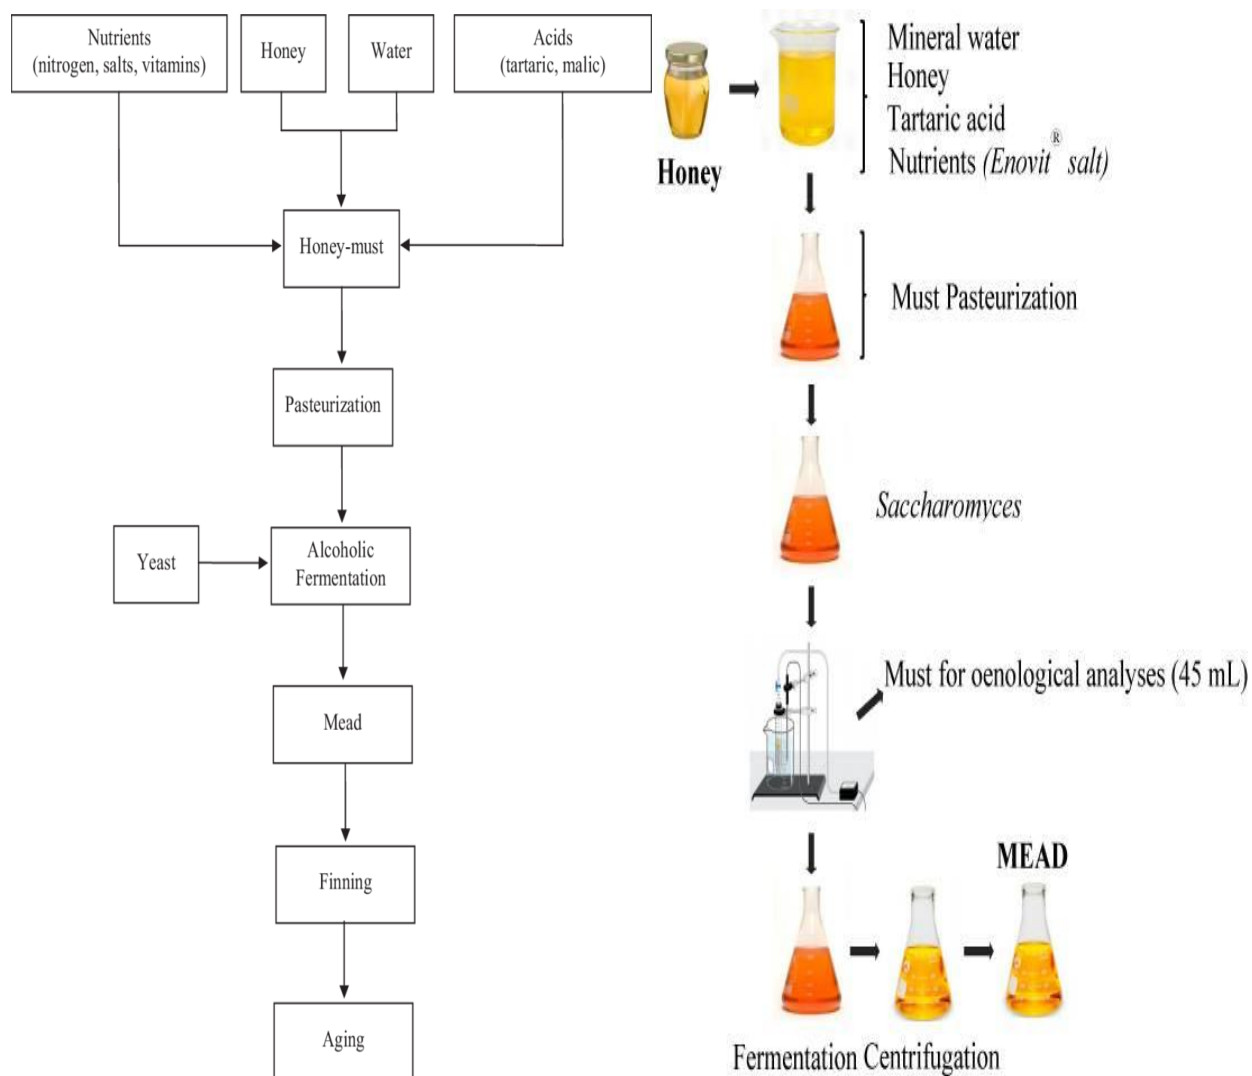 Nutrients
(nitrogen, salts, vitamins)
Honey
Water
Acids
(tartaric, malic)
Honey-must
Pasteurization
Yeast
Alcoholic
Fermentation
Mead
Finning
Aging
Honey
Mineral water
Honey
Tartaric acid
Nutrients (Enovit® salt)
Must Pasteurization
Saccharomyces
Must for oenological analyses (45 mL)
MEAD
Fermentation Centrifugation